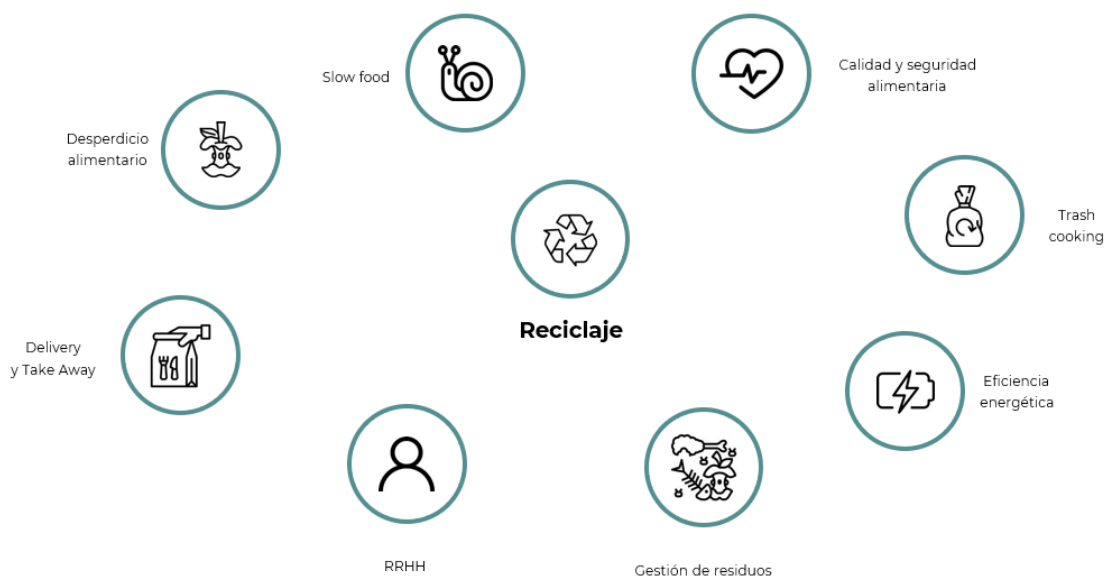 Slow food
Calidad y seguridad
alimentaria
Desperdicio
alimentario
Trash
cooking
Reciclaje
Delivery
y Take Away
Eficiencia
energética
RRHH
Gestión de residuos